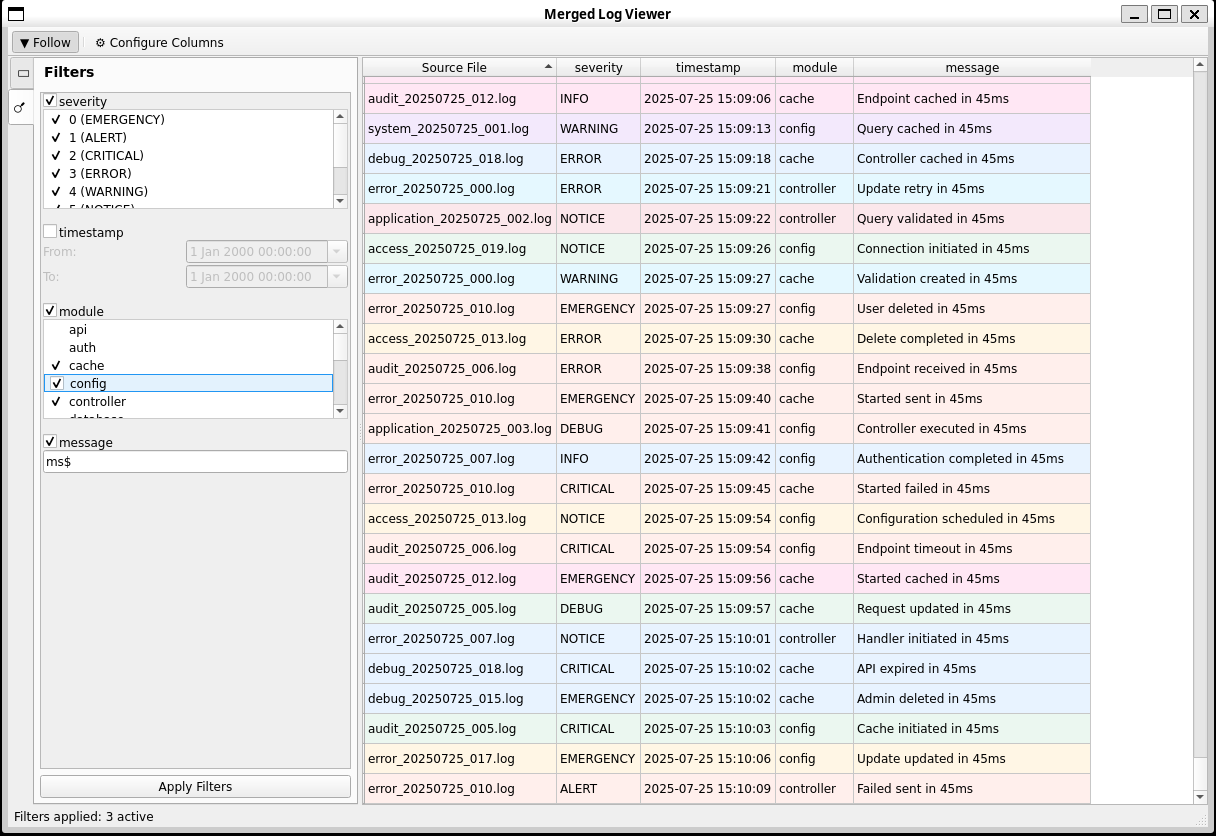 Merged Log Viewer
▼ Follow ⚙ Configure Columns
Filters
severity
0 (EMERGENCY)
1 (ALERT)
2 (CRITICAL)
3 (ERROR)
4 (WARNING)
5 (NOTICE)
timestamp
From: 1 Jan 2000 00:00:00
To: 1 Jan 2000 00:00:00
module
api
auth
cache
config
controller
database
message
ms$
Apply Filters
Source File severity timestamp module message
audit_20250725_012.log INFO 2025-07-25 15:09:06 cache Endpoint cached in 45ms
system_20250725_001.log WARNING 2025-07-25 15:09:13 config Query cached in 45ms
debug_20250725_018.log ERROR 2025-07-25 15:09:18 cache Controller cached in 45ms
error_20250725_000.log ERROR 2025-07-25 15:09:21 controller Update retry in 45ms
application_20250725_002.log NOTICE 2025-07-25 15:09:22 controller Query validated in 45ms
access_20250725_019.log NOTICE 2025-07-25 15:09:26 config Connection initiated in 45ms
error_20250725_000.log WARNING 2025-07-25 15:09:27 cache Validation created in 45ms
error_20250725_010.log EMERGENCY 2025-07-25 15:09:27 config User deleted in 45ms
access_20250725_013.log ERROR 2025-07-25 15:09:30 cache Delete completed in 45ms
audit_20250725_006.log ERROR 2025-07-25 15:09:38 config Endpoint received in 45ms
error_20250725_010.log EMERGENCY 2025-07-25 15:09:40 cache Started sent in 45ms
application_20250725_003.log DEBUG 2025-07-25 15:09:41 config Controller executed in 45ms
error_20250725_007.log INFO 2025-07-25 15:09:42 config Authentication completed in 45ms
error_20250725_010.log CRITICAL 2025-07-25 15:09:45 cache Started failed in 45ms
access_20250725_013.log NOTICE 2025-07-25 15:09:54 config Configuration scheduled in 45ms
audit_20250725_006.log CRITICAL 2025-07-25 15:09:54 config Endpoint timeout in 45ms
audit_20250725_012.log EMERGENCY 2025-07-25 15:09:56 cache Started cached in 45ms
audit_20250725_005.log DEBUG 2025-07-25 15:09:57 cache Request updated in 45ms
error_20250725_007.log NOTICE 2025-07-25 15:10:01 controller Handler initiated in 45ms
debug_20250725_018.log CRITICAL 2025-07-25 15:10:02 cache API expired in 45ms
debug_20250725_015.log EMERGENCY 2025-07-25 15:10:02 cache Admin deleted in 45ms
audit_20250725_005.log CRITICAL 2025-07-25 15:10:03 config Cache initiated in 45ms
error_20250725_017.log EMERGENCY 2025-07-25 15:10:06 config Update updated in 45ms
error_20250725_010.log ALERT 2025-07-25 15:10:09 controller Failed sent in 45ms
Filters applied: 3 active